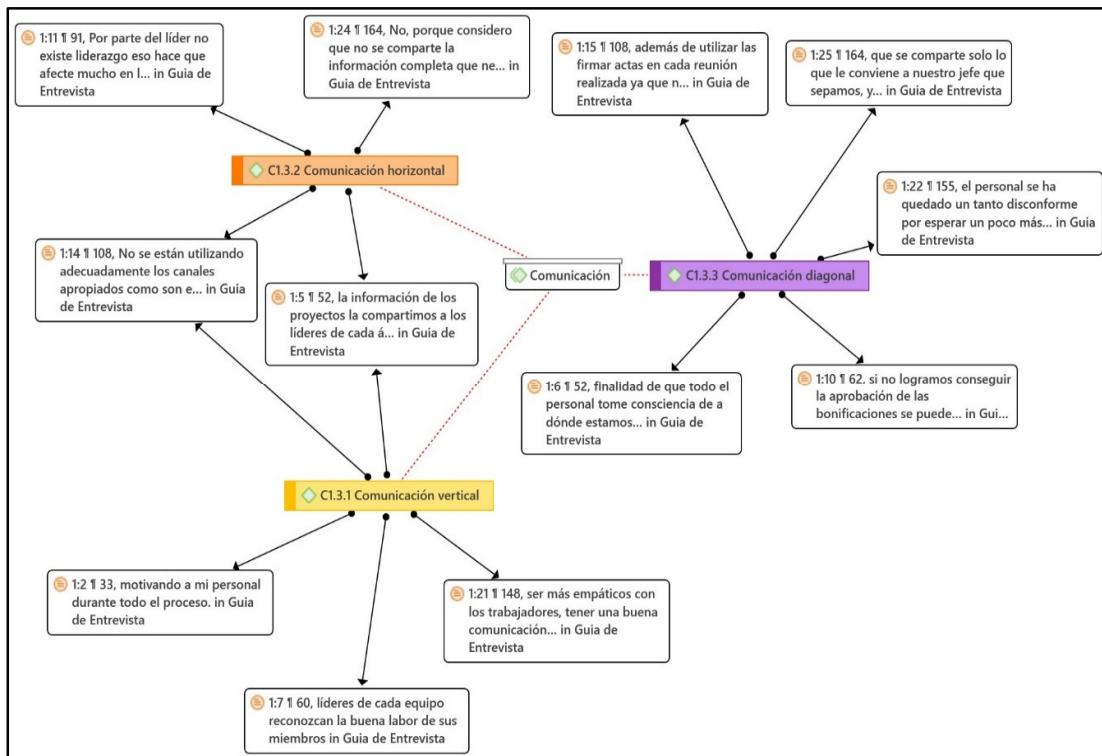 1:11 ¶ 91, Por parte del líder no
existe liderazgo eso hace que
afecte mucho en l... in Guia de
Entrevista
1:24 ¶ 164, No, porque considero
que no se comparte la
información completa que ne... in
Guia de Entrevista
1:15 ¶ 108, además de utilizar las
firmar actas en cada reunión
realizada ya que n... in Guia de
Entrevista
1:25 ¶ 164, que se comparte solo lo
que le conviene a nuestro jefe que
sepamos, y... in Guia de Entrevista
C1.3.2 Comunicación horizontal
1:22 ¶ 155, el personal se ha
quedado un tanto disconforme
por esperar un poco más... in Guia
de Entrevista
1:14 ¶ 108, No se están utilizando
adecuadamente los canales
apropiados como son e... in Guia
de Entrevista
1:5 ¶ 52, la información de los
proyectos la compartimos a los
líderes de cada á... in Guia de
Entrevista
Comunicación
C1.3.3 Comunicación diagonal
1:6 ¶ 52, finalidad de que todo el
personal tome consciencia de a
dónde estamos... in Guia de
Entrevista
1:10 ¶ 62. si no logramos conseguir
la aprobación de las
bonificaciones se puede... in Gui...
C1.3.1 Comunicación vertical
1:2 ¶ 33, motivando a mi personal
durante todo el proceso. in Guia
de Entrevista
1:21 ¶ 148, ser más empáticos con
los trabajadores, tener una buena
comunicación... in Guia de
Entrevista
1:7 ¶ 60, líderes de cada equipo
reconozcan la buena labor de sus
miembros in Guia de Entrevista